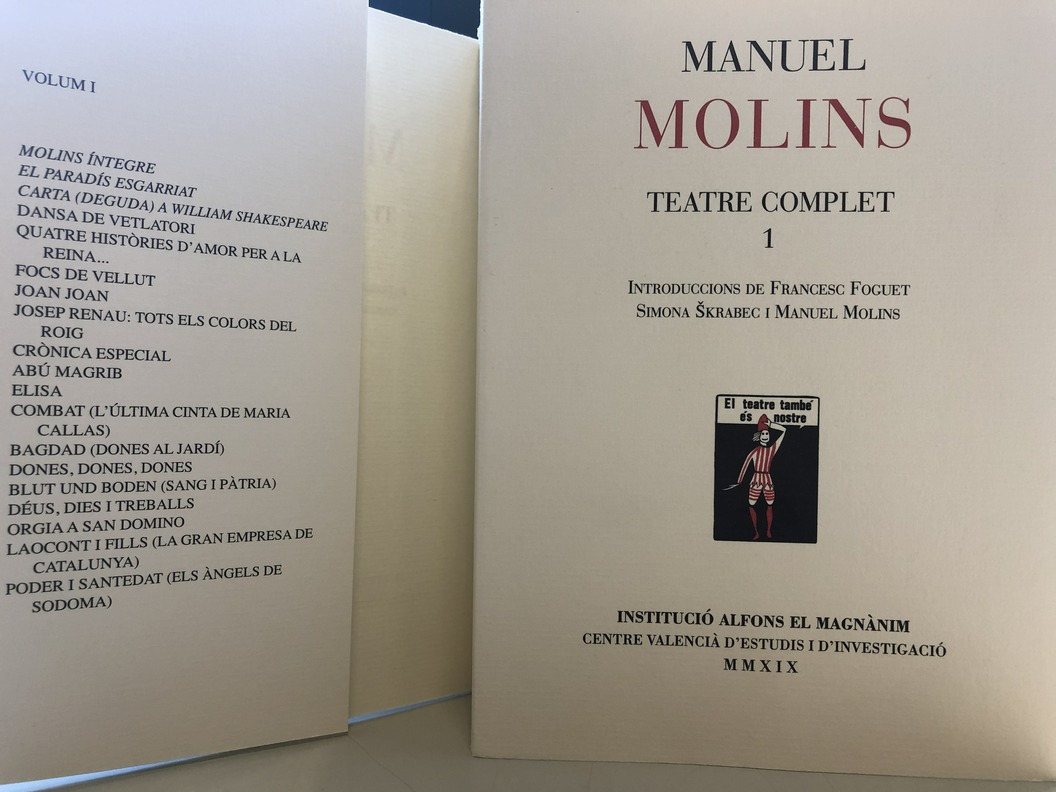 VOLUM I
MOLINS ÍNTEGRE
EL PARADÍS ESGARRIAT
CARTA (DEGUDA) A WILLIAM SHAKESPEARE
DANSA DE VETLATORI
QUATRE HISTÒRIES D'AMOR PER A LA
REINA...
FOCS DE VELLUT
JOAN JOAN
JOSEP RENAU: TOTS ELS COLORS DEL
ROIG
CRÒNICA ESPECIAL
ABÚ MAGRIB
ELISA
COMBAT (L'ÚLTIMA CINTA DE MARIA
CALLAS)
BAGDAD (DONES AL JARDÍ)
DONES, DONES, DONES
BLUT UND BODEN (SANG I PÀTRIA)
DÉUS, DIES I TREBALLS
ORGIA A SAN DOMINO
LAOCONT I FILLS (LA GRAN EMPRESA DE
CATALUNYA)
PODER I SANTEDAT (ELS ÀNGELS DE
SODOMA)
MANUEL
MOLINS
TEATRE COMPLET
1
INTRODUCCIONS DE FRANCESC FOGUET
SIMONA ŠKRABEC I MANUEL MOLINS
El teatre també
és nostre
INSTITUCIÓ ALFONS EL MAGNÀNIM
CENTRE VALENCIÀ D'ESTUDIS I D'INVESTIGACIÓ
MMXIX